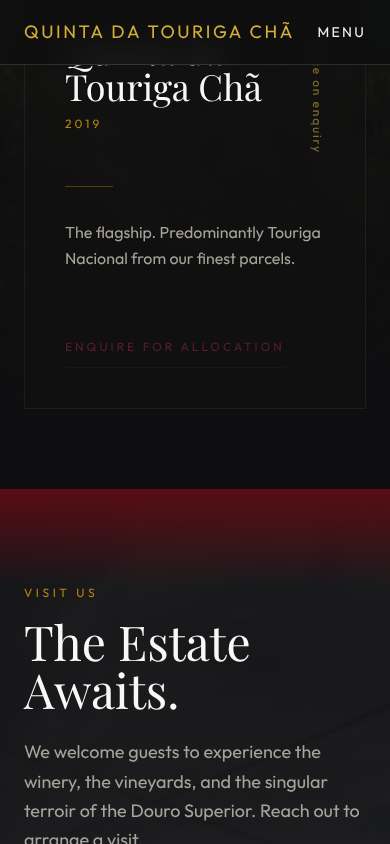 QUINTA DA TOURIGA CHÃ
MENU
Touriga Chã
2019
e on enquiry
The flagship. Predominantly Touriga
Nacional from our finest parcels.
ENQUIRE FOR ALLOCATION
VISIT US
The Estate
Awaits.
We welcome guests to experience the
winery, the vineyards, and the singular
terroir of the Douro Superior. Reach out to
arrange a visit